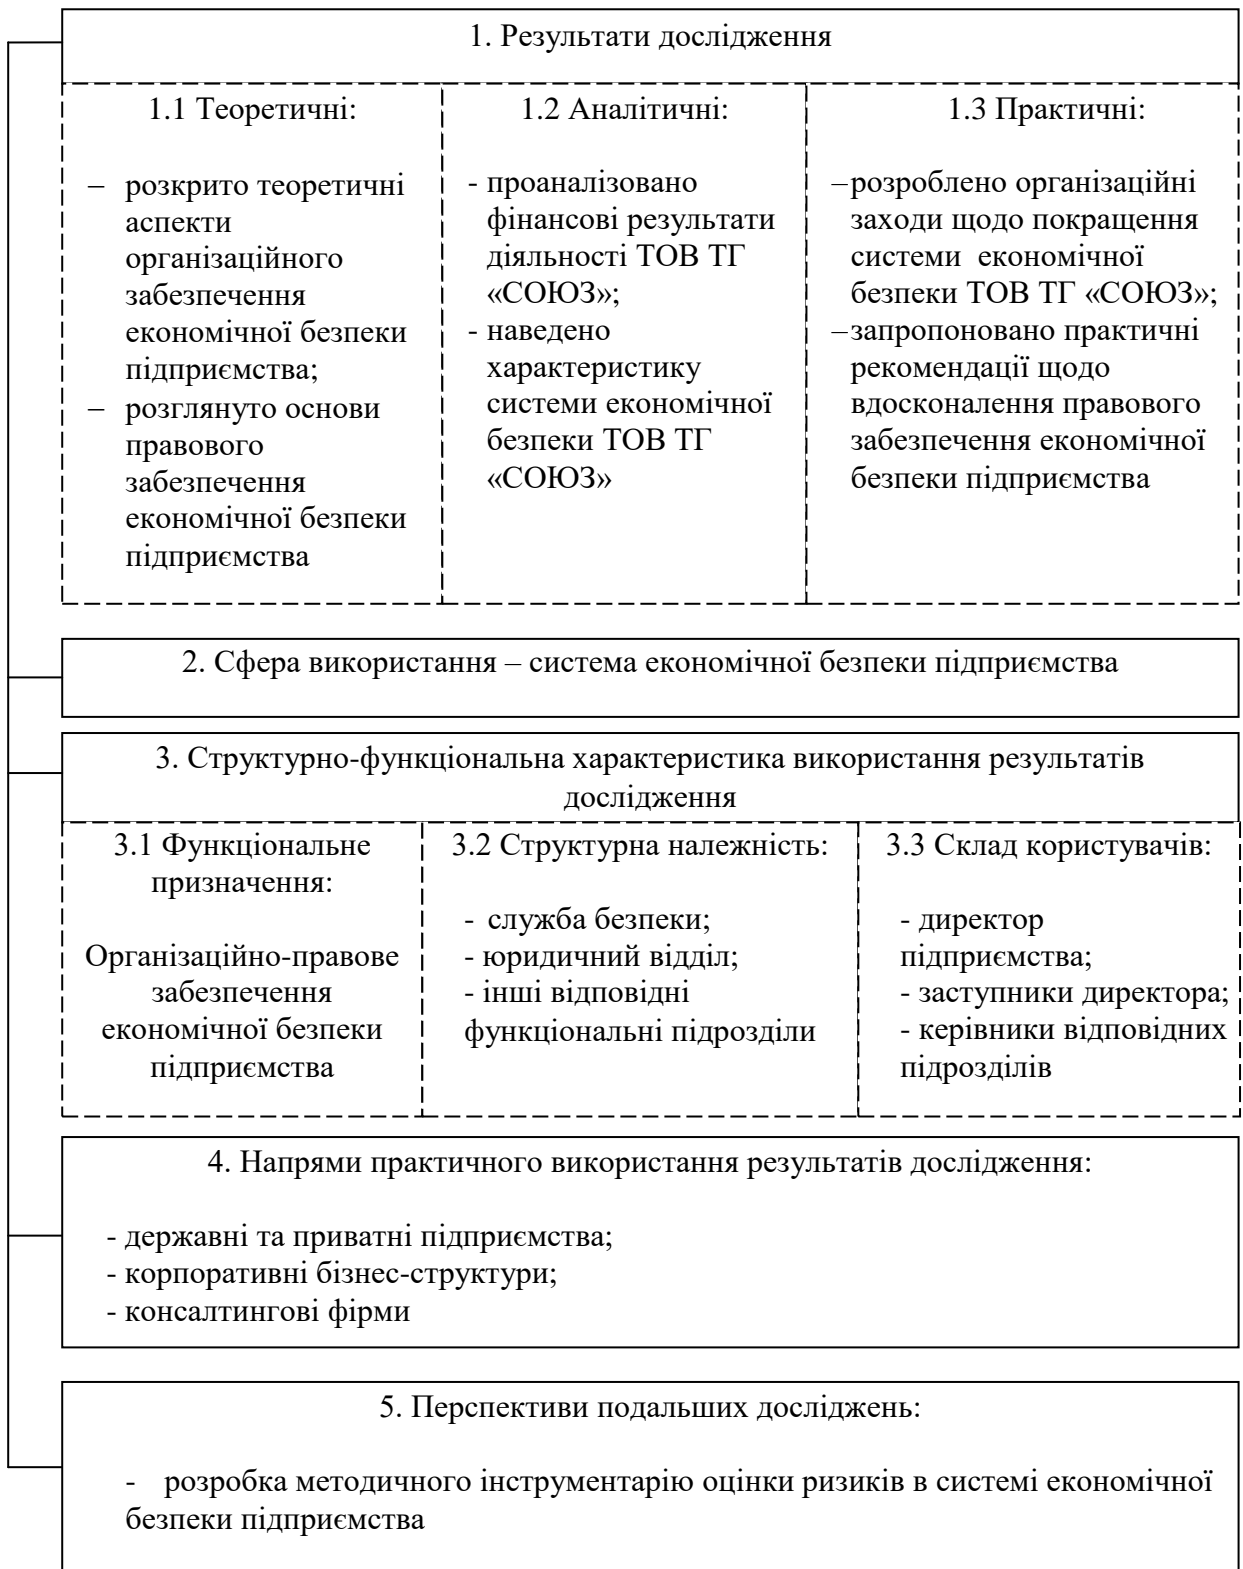 1. Результати дослідження
1.1 Теоретичні:
– розкрито теоретичні
аспекти
організаційного
забезпечення
економічної безпеки
підприємства;
– розглянуто основи
правового
забезпечення
економічної безпеки
підприємства
1.2 Аналітичні:
- проаналізовано
фінансові результати
діяльності ТОВ ТГ
«СОЮЗ»;
- наведено
характеристику
системи економічної
безпеки ТОВ ТГ
«СОЮЗ»
1.3 Практичні:
–розроблено організаційні
заходи щодо покращення
системи економічної
безпеки ТОВ ТГ «СОЮЗ»;
–запропоновано практичні
рекомендації щодо
вдосконалення правового
забезпечення економічної
безпеки підприємства
2. Сфера використання – система економічної безпеки підприємства
3. Структурно-функціональна характеристика використання результатів
дослідження
3.1 Функціональне
призначення:
Організаційно-правове
забезпечення
економічної безпеки
підприємства
3.2 Структурна належність:
- служба безпеки;
- юридичний відділ;
- інші відповідні
функціональні підрозділи
3.3 Склад користувачів:
- директор
підприємства;
- заступники директора;
- керівники відповідних
підрозділів
4. Напрями практичного використання результатів дослідження:
- державні та приватні підприємства;
- корпоративні бізнес-структури;
- консалтингові фірми
5. Перспективи подальших досліджень:
- розробка методичного інструментарію оцінки ризиків в системі економічної
безпеки підприємства